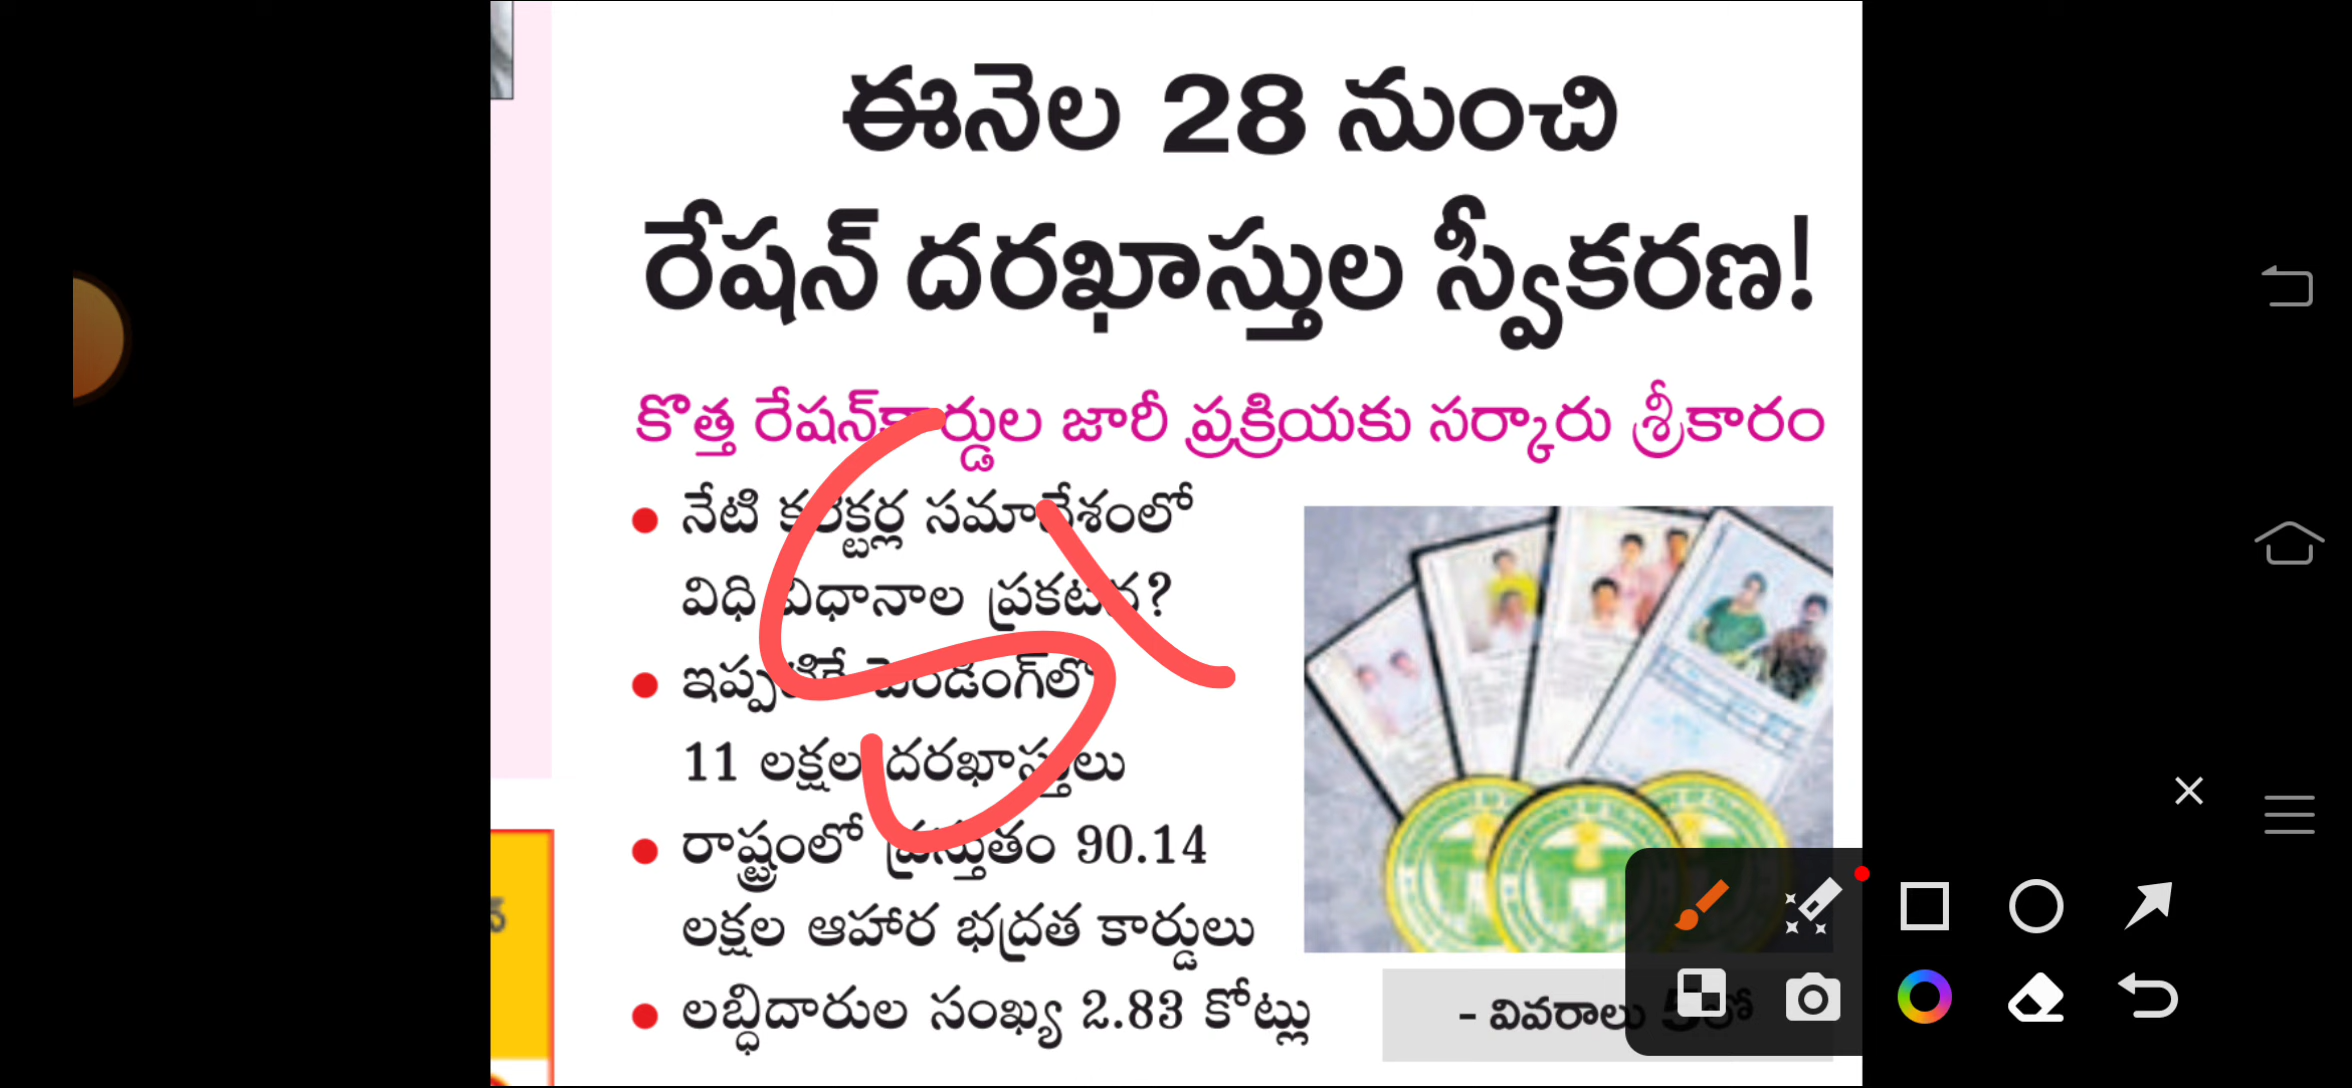 ఈనెల 28 నుంచి
రేషన్ దరఖాస్తుల స్వీకరణ!
కొత్త రేషన్‌కార్డుల జారీ ప్రక్రియకు సర్కారు శ్రీకారం
• నేటి కలెక్టర్ల సమావేశంలో
విధి విధానాల ప్రకటన?
• ఇప్పటికే పెండింగ్‌లో
11 లక్షల దరఖాస్తులు
• రాష్ట్రంలో ప్రస్తుతం 90.14
లక్షల ఆహార భద్రత కార్డులు
• లబ్ధిదారుల సంఖ్య 2.83 కోట్లు
- వివరాలు 5లో